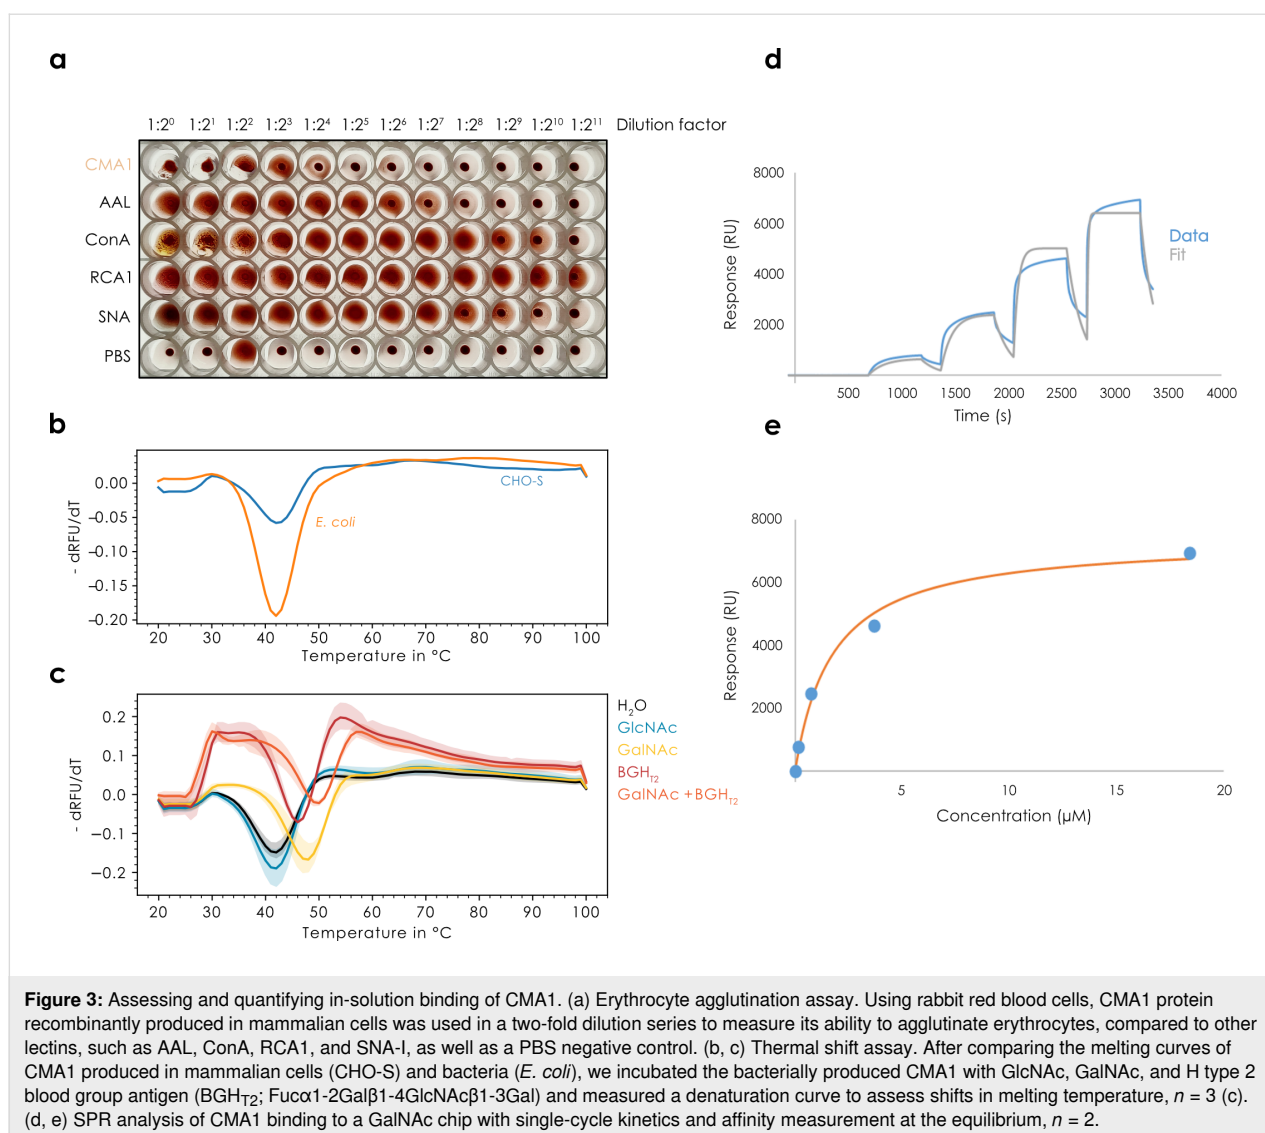 a
1:2⁰ 1:2¹ 1:2² 1:2³ 1:2⁴ 1:2⁵ 1:2⁶ 1:2⁷ 1:2⁸ 1:2⁹ 1:2¹⁰ 1:2¹¹ Dilution factor
CMA1
AAL
ConA
RCA1
SNA
PBS
b
0.00
−0.05
−0.10
−0.15
−0.20
- dRFU/dT
CHO-S
E. coli
20 30 40 50 60 70 80 90 100
Temperature in °C
c
0.2
0.1
0.0
−0.1
−0.2
- dRFU/dT
H₂O
GlcNAc
GalNAc
BGH_T2
GalNAc +BGH_T2
20 30 40 50 60 70 80 90 100
Temperature in °C
d
8000
6000
4000
2000
Response (RU)
Data
Fit
500 1000 1500 2000 2500 3000 3500 4000
Time (s)
e
8000
6000
4000
2000
Response (RU)
5 10 15 20
Concentration (µM)
Figure 3: Assessing and quantifying in-solution binding of CMA1. (a) Erythrocyte agglutination assay. Using rabbit red blood cells, CMA1 protein
recombinantly produced in mammalian cells was used in a two-fold dilution series to measure its ability to agglutinate erythrocytes, compared to other
lectins, such as AAL, ConA, RCA1, and SNA-I, as well as a PBS negative control. (b, c) Thermal shift assay. After comparing the melting curves of
CMA1 produced in mammalian cells (CHO-S) and bacteria (E. coli), we incubated the bacterially produced CMA1 with GlcNAc, GalNAc, and H type 2
blood group antigen (BGH_T2; Fucα1-2Galβ1-4GlcNAcβ1-3Gal) and measured a denaturation curve to assess shifts in melting temperature, n = 3 (c).
(d, e) SPR analysis of CMA1 binding to a GalNAc chip with single-cycle kinetics and affinity measurement at the equilibrium, n = 2.